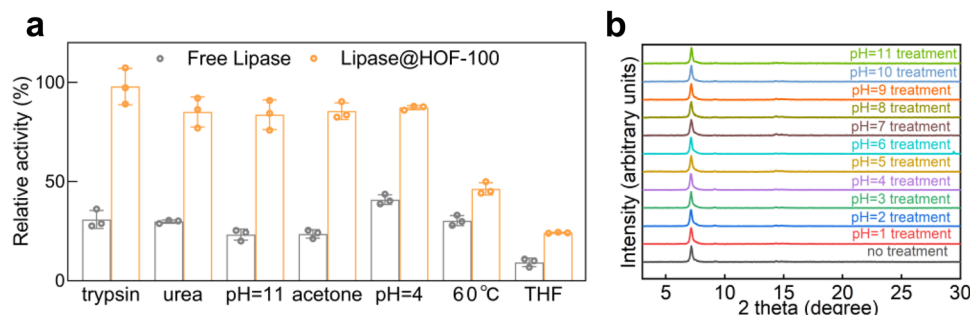 a
Free Lipase
Lipase@HOF-100
Relative activity (%)
100
50
0
trypsin urea pH=11 acetone pH=4 60°C THF
b
pH=11 treatment
pH=10 treatment
pH=9 treatment
pH=8 treatment
pH=7 treatment
pH=6 treatment
pH=5 treatment
pH=4 treatment
pH=3 treatment
pH=2 treatment
pH=1 treatment
no treatment
Intensity (arbitrary units)
5 10 15 20 25 30
2 theta (degree)